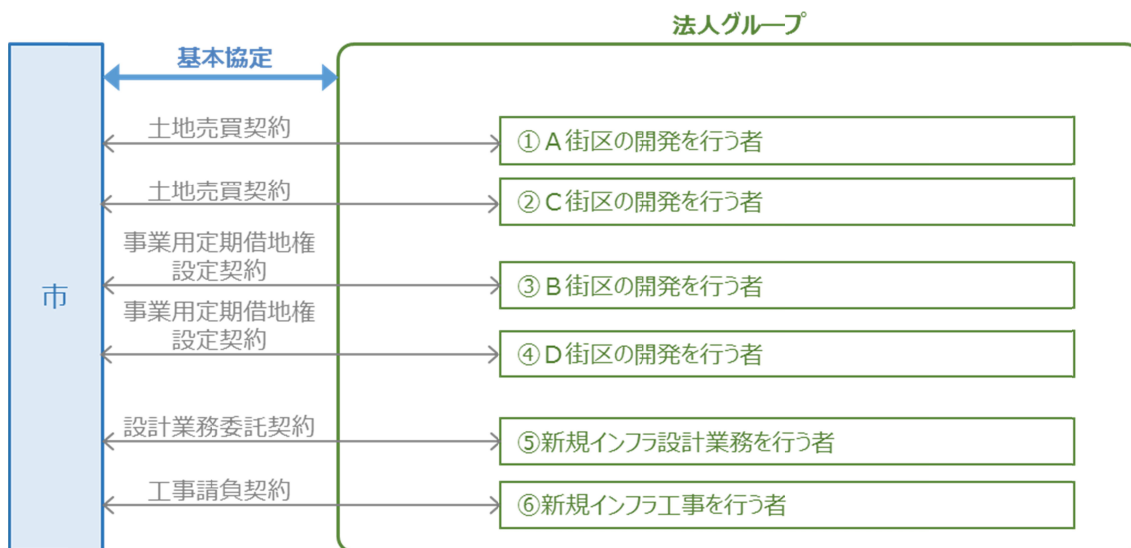 法人グループ
基本協定
市
土地売買契約
①A街区の開発を行う者
土地売買契約
②C街区の開発を行う者
事業用定期借地権
設定契約
③B街区の開発を行う者
事業用定期借地権
設定契約
④D街区の開発を行う者
設計業務委託契約
⑤新規インフラ設計業務を行う者
工事請負契約
⑥新規インフラ工事を行う者